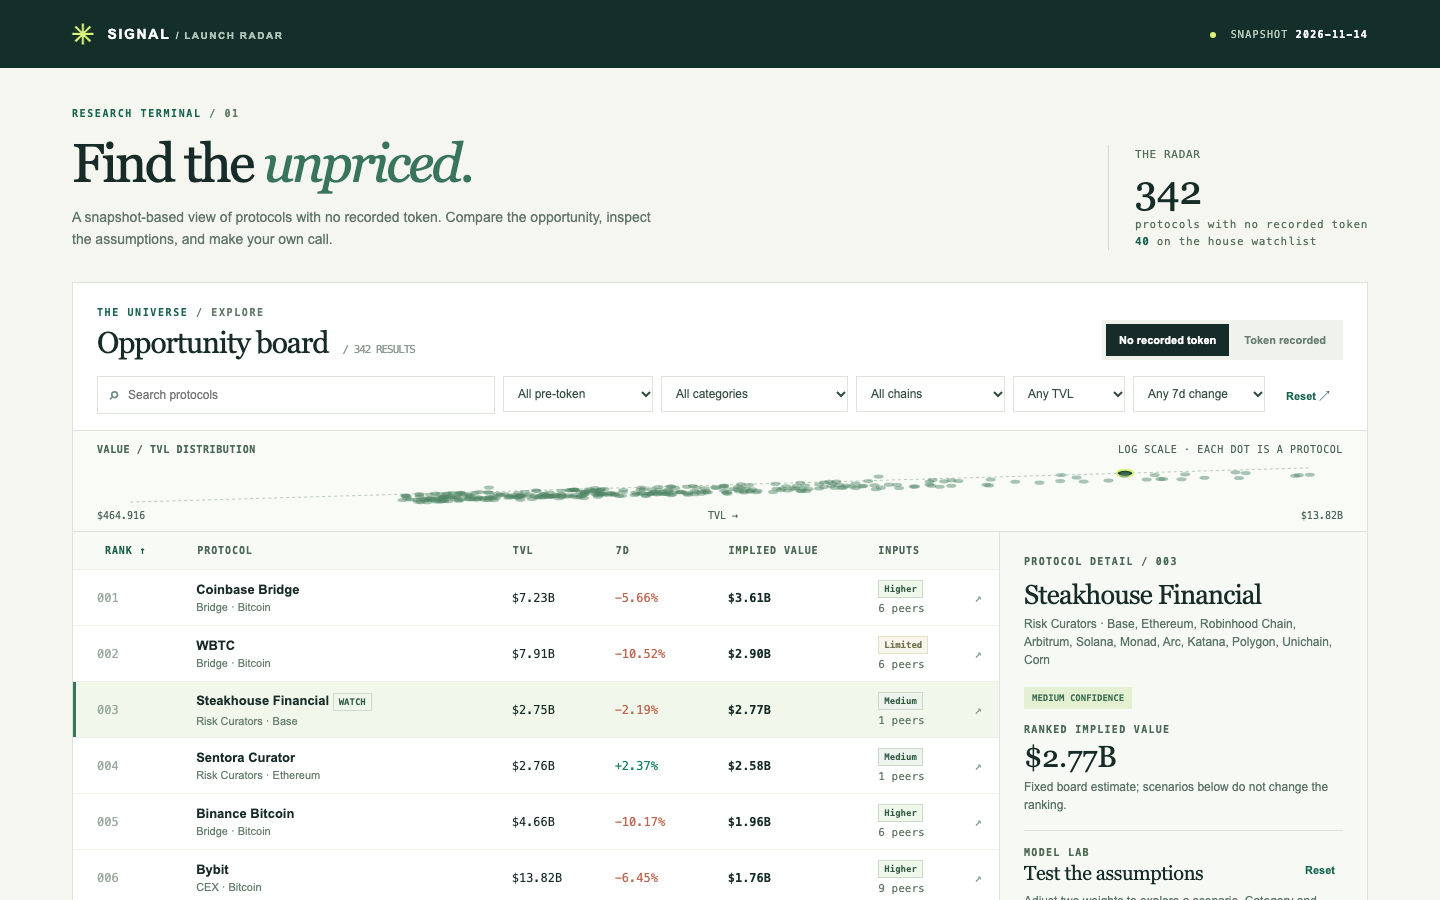 SIGNAL / LAUNCH RADAR
SNAPSHOT 2026-11-14
RESEARCH TERMINAL / 01
Find the unpriced.
A snapshot-based view of protocols with no recorded token. Compare the opportunity, inspect
the assumptions, and make your own call.
THE RADAR
342
protocols with no recorded token
40 on the house watchlist
THE UNIVERSE / EXPLORE
Opportunity board / 342 RESULTS
No recorded token
Token recorded
Search protocols
All pre-token
All categories
All chains
Any TVL
Any 7d change
Reset ↗
VALUE / TVL DISTRIBUTION
LOG SCALE · EACH DOT IS A PROTOCOL
$464.916
TVL →
$13.82B
RANK ↑ PROTOCOL TVL 7D IMPLIED VALUE INPUTS
001 Coinbase Bridge $7.23B −5.66% $3.61B Higher ↗
Bridge · Bitcoin 6 peers
002 WBTC $7.91B −10.52% $2.90B Limited ↗
Bridge · Bitcoin 6 peers
003 Steakhouse Financial WATCH $2.75B −2.19% $2.77B Medium ↗
Risk Curators · Base 1 peers
004 Sentora Curator $2.76B +2.37% $2.58B Medium ↗
Risk Curators · Ethereum 1 peers
005 Binance Bitcoin $4.66B −10.17% $1.96B Higher ↗
Bridge · Bitcoin 6 peers
006 Bybit $13.82B −6.45% $1.76B Higher ↗
CEX · Bitcoin 9 peers
PROTOCOL DETAIL / 003
Steakhouse Financial
Risk Curators · Base, Ethereum, Robinhood Chain,
Arbitrum, Solana, Monad, Arc, Katana, Polygon, Unichain,
Corn
MEDIUM CONFIDENCE
RANKED IMPLIED VALUE
$2.77B
Fixed board estimate; scenarios below do not change the
ranking.
MODEL LAB
Test the assumptions
Reset
Adjust two weights to explore a scenario. Category and